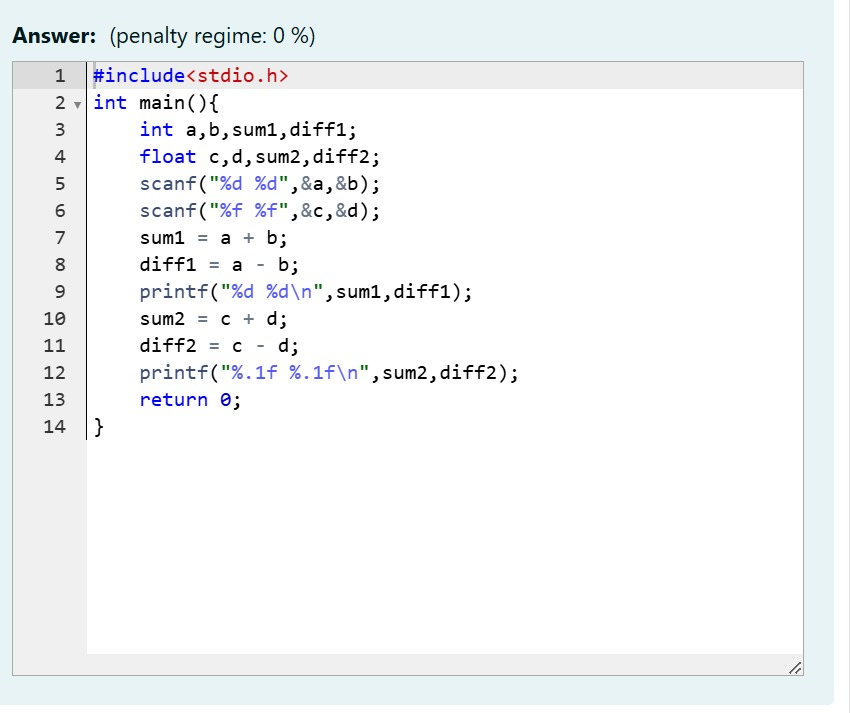 Answer: (penalty regime: 0 %)
1 #include<stdio.h>
2 int main(){
3     int a,b,sum1,diff1;
4     float c,d,sum2,diff2;
5     scanf("%d %d",&a,&b);
6     scanf("%f %f",&c,&d);
7     sum1 = a + b;
8     diff1 = a - b;
9     printf("%d %d\n",sum1,diff1);
10     sum2 = c + d;
11     diff2 = c - d;
12     printf("%.1f %.1f\n",sum2,diff2);
13     return 0;
14 }